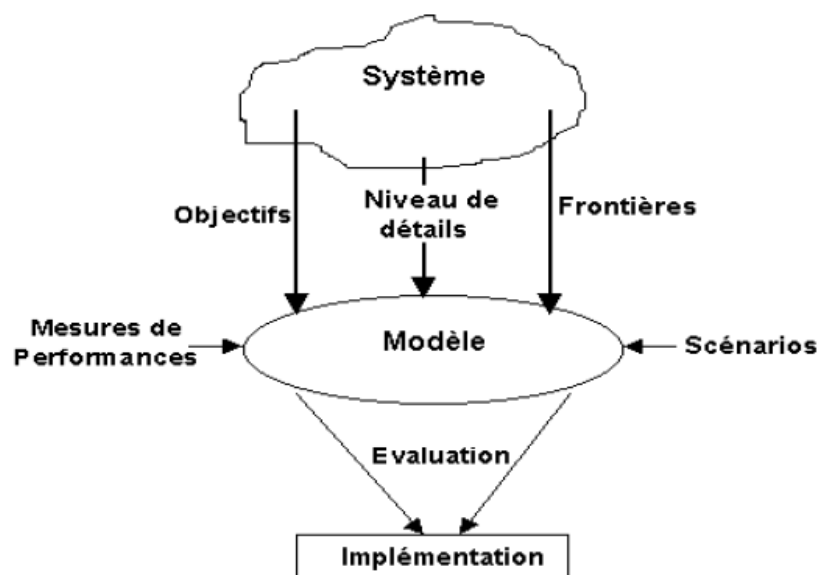 Système
Objectifs
Niveau de
détails
Frontières
Mesures de
Performances
Modèle
Scénarios
Evaluation
Implémentation